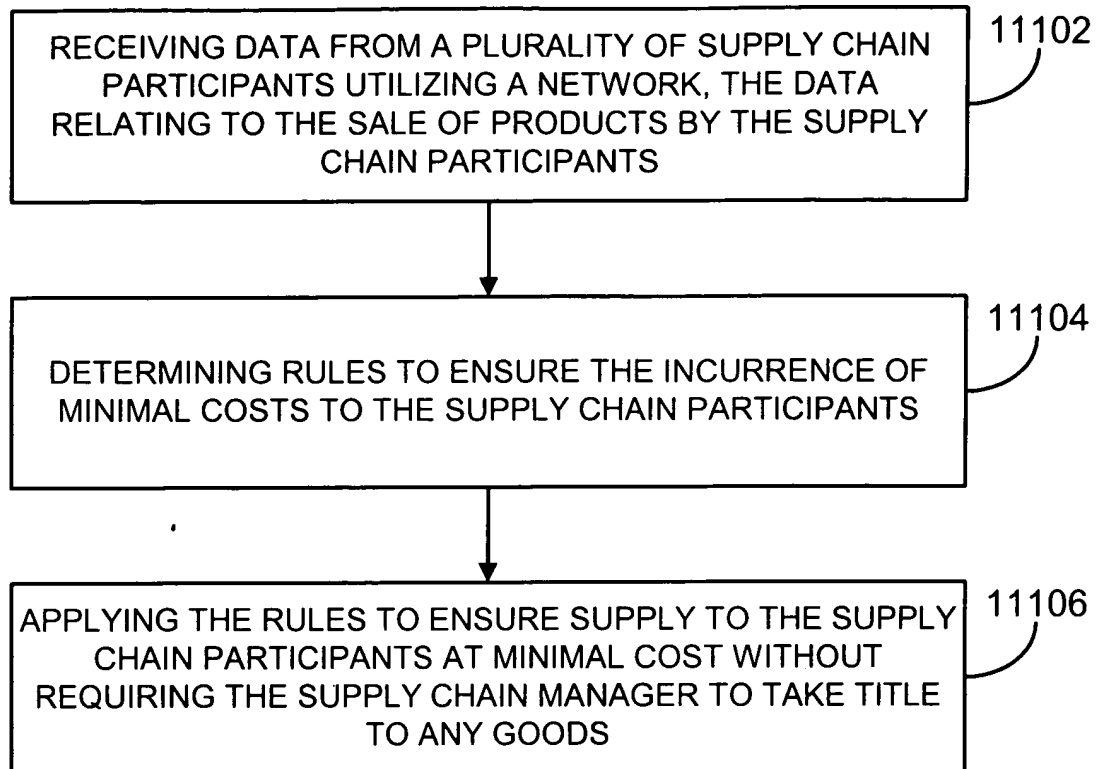 RECEIVING DATA FROM A PLURALITY OF SUPPLY CHAIN
PARTICIPANTS UTILIZING A NETWORK, THE DATA
RELATING TO THE SALE OF PRODUCTS BY THE SUPPLY
CHAIN PARTICIPANTS
11102
DETERMINING RULES TO ENSURE THE INCURRENCE OF
MINIMAL COSTS TO THE SUPPLY CHAIN PARTICIPANTS
11104
APPLYING THE RULES TO ENSURE SUPPLY TO THE SUPPLY
CHAIN PARTICIPANTS AT MINIMAL COST WITHOUT
REQUIRING THE SUPPLY CHAIN MANAGER TO TAKE TITLE
TO ANY GOODS
11106